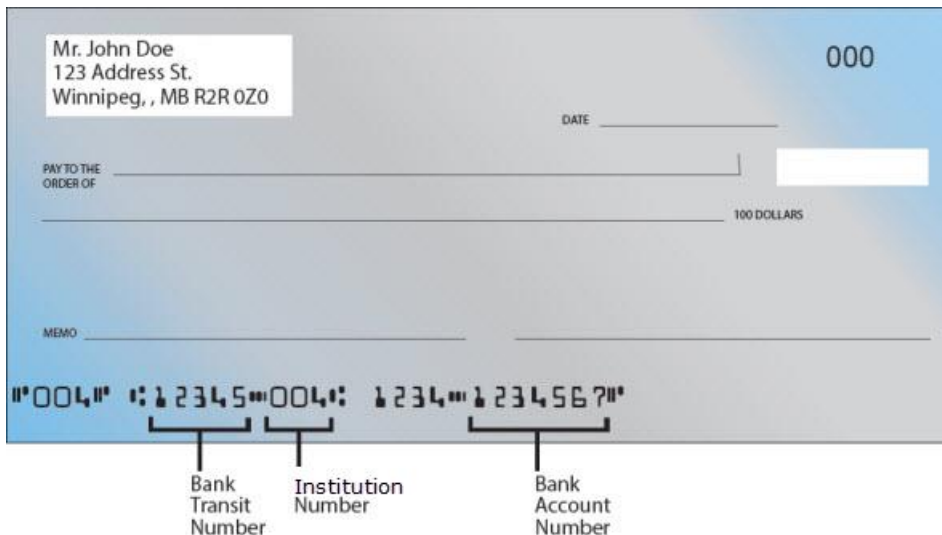 Mr. John Doe
123 Address St.
Winnipeg, , MB R2R 0Z0
000
DATE
PAY TO THE
ORDER OF
100 DOLLARS
MEMO
⑈004⑈ ⑆12345⑉004⑆ 1234⑉1234567⑈
Bank
Transit
Number
Institution
Number
Bank
Account
Number